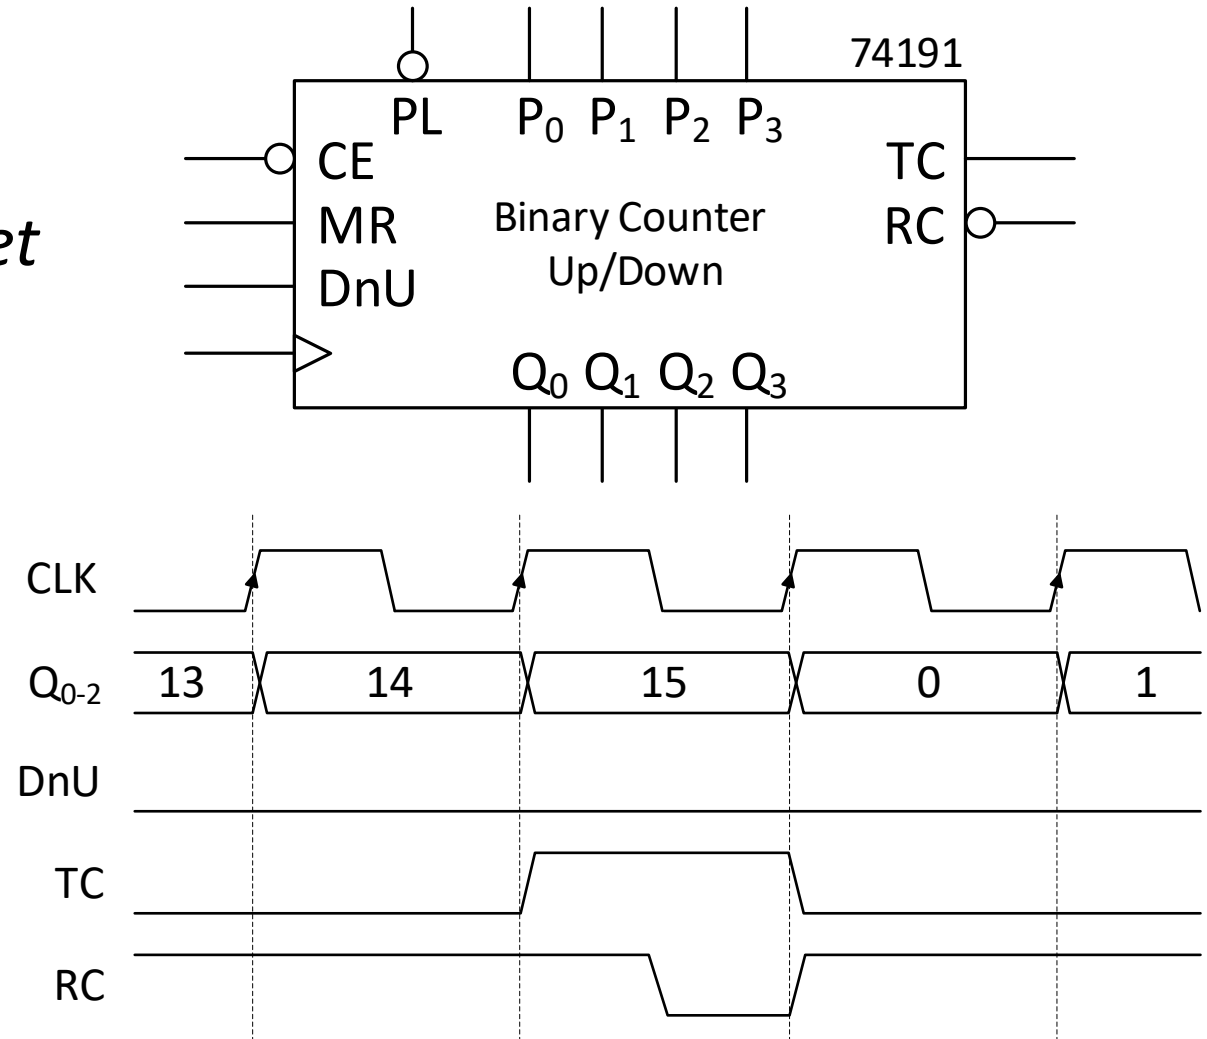 74191
PL P₀ P₁ P₂ P₃
CE TC
MR Binary Counter RC
DnU Up/Down
Q₀ Q₁ Q₂ Q₃
CLK
Q₀₋₂ 13 14 15 0 1
DnU
TC
RC